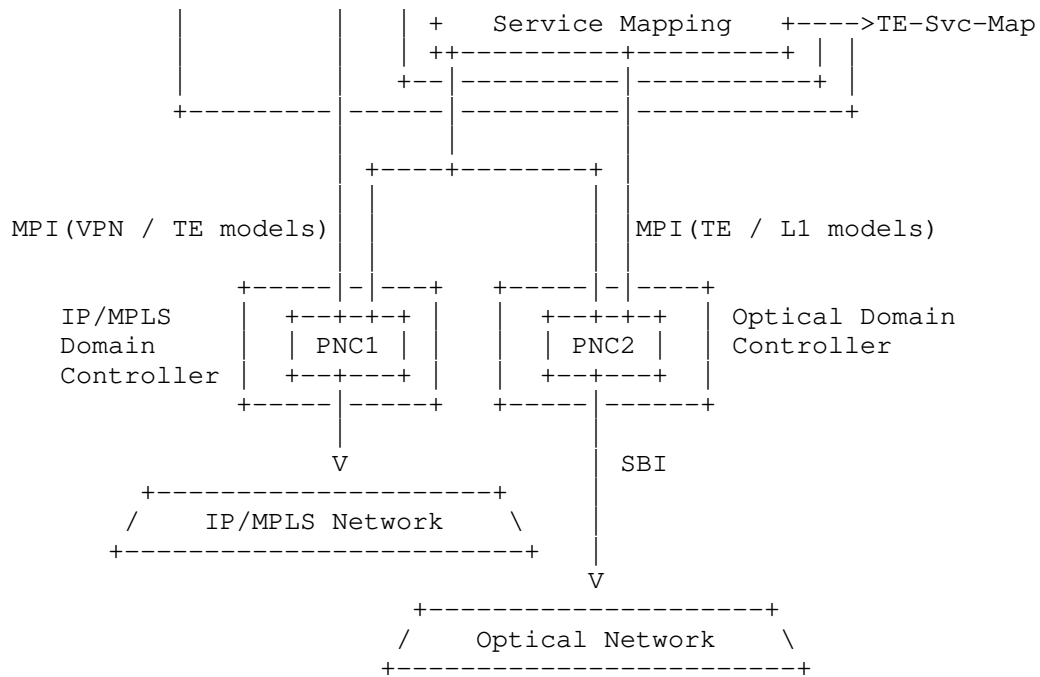 Service Mapping TE-Svc-Map
MPI(VPN / TE models) MPI(TE / L1 models)
IP/MPLS Optical Domain
Domain PNC1 PNC2 Controller
Controller
V SBI
IP/MPLS Network
V
Optical Network